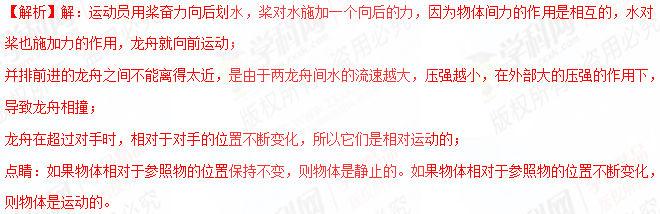 【解析】解：运动员用桨奋力向后划水，桨对水施加一个向后的力，因为物体间力的作用是相互的，水对
桨也施加力的作用，龙舟就向前运动；
并排前进的龙舟之间不能离得太近，是由于两龙舟间水的流速越大，压强越小，在外部大的压强的作用下，
导致龙舟相撞；
龙舟在超过对手时，相对于对手的位置不断变化，所以它们是相对运动的；
点睛：如果物体相对于参照物的位置保持不变，则物体是静止的。如果物体相对于参照物的位置不断变化，
则物体是运动的。